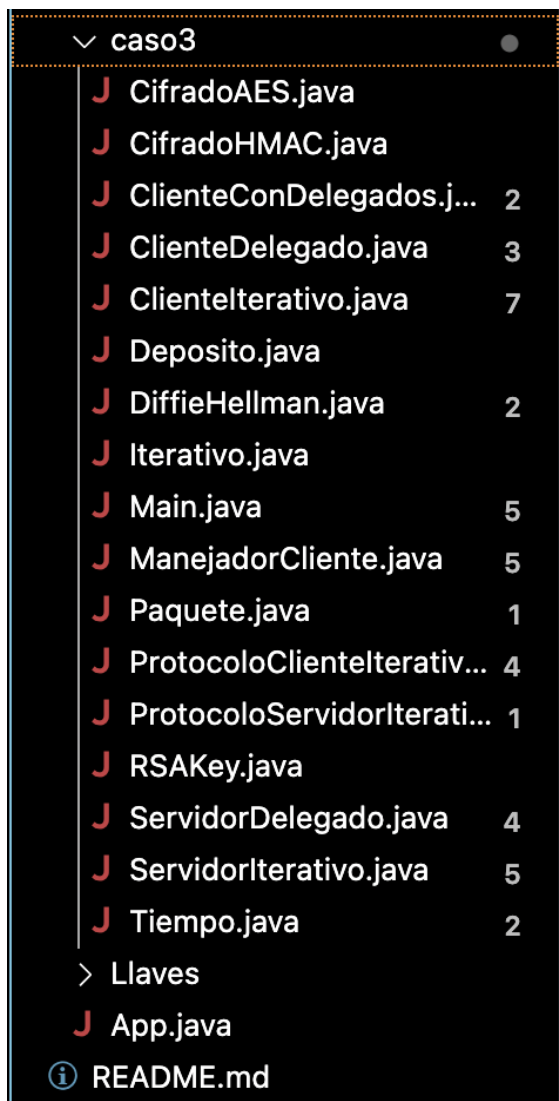 caso3
J CifradoAES.java
J CifradoHMAC.java
J ClienteConDelegados.j... 2
J ClienteDelegado.java 3
J ClienteIterativo.java 7
J Deposito.java
J DiffieHellman.java 2
J Iterativo.java
J Main.java 5
J ManejadorCliente.java 5
J Paquete.java 1
J ProtocoloClienteIterativ... 4
J ProtocoloServidorIterati... 1
J RSAKey.java
J ServidorDelegado.java 4
J ServidorIterativo.java 5
J Tiempo.java 2
Llaves
J App.java
README.md